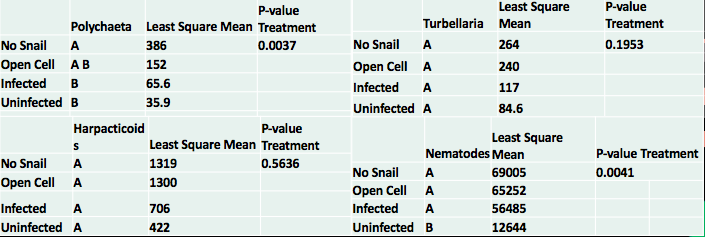 Polychaeta Least Square Mean P-value Treatment
No Snail A 386 0.0037
Open Cell A B 152
Infected B 65.6
Uninfected B 35.9
Turbellaria Least Square Mean P-value Treatment
No Snail A 264 0.1953
Open Cell A 240
Infected A 117
Uninfected A 84.6
Harpacticoid s Least Square Mean P-value Treatment
No Snail A 1319 0.5636
Open Cell A 1300
Infected A 706
Uninfected A 422
Nematodes Least Square Mean P-value Treatment
No Snail A 69005 0.0041
Open Cell A 65252
Infected A 56485
Uninfected B 12644